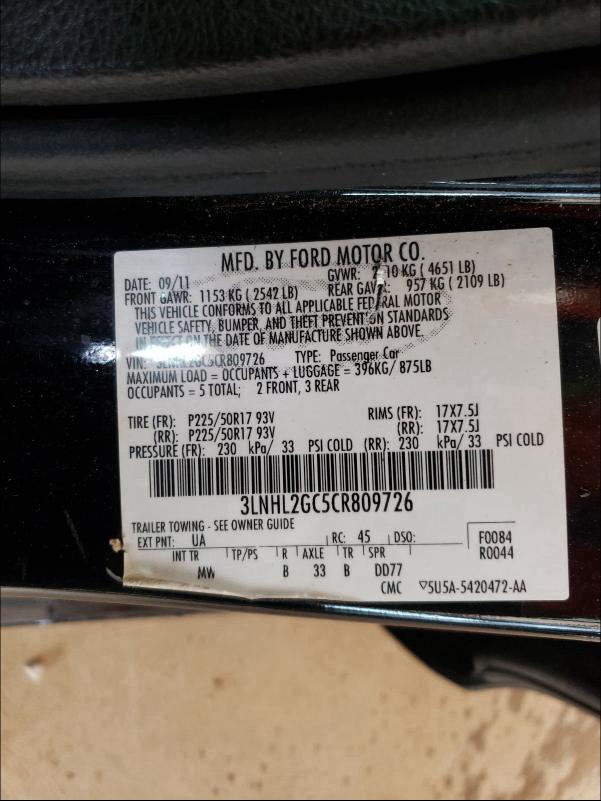 MFD. BY FORD MOTOR CO.
DATE: 09/11 GVWR: 2 10 KG ( 4651 LB)
FRONT GAWR: 1153 KG ( 2542 LB) REAR GAVR: 957 KG ( 2109 LB)
THIS VEHICLE CONFORMS TO ALL APPLICABLE FEDERAL MOTOR
VEHICLE SAFETY, BUMPER, AND THEFT PREVENTION STANDARDS
IN EFFECT ON THE DATE OF MANUFACTURE SHOWN ABOVE.
VIN: 3LNHL2GC5CR809726 TYPE: Passenger Car
MAXIMUM LOAD = OCCUPANTS + LUGGAGE = 396KG/ 875LB
OCCUPANTS = 5 TOTAL; 2 FRONT, 3 REAR
TIRE (FR): P225/50R17 93V RIMS (FR): 17X7.5J
(RR): P225/50R17 93V (RR): 17X7.5J
PRESSURE (FR): 230 kPa/ 33 PSI COLD (RR): 230 kPa/ 33 PSI COLD
3LNHL2GC5CR809726
TRAILER TOWING - SEE OWNER GUIDE
EXT PNT: UA RC: 45 DSO: F0084
INT TR TP/PS R AXLE TR SPR R0044
MW B 33 B DD77
CMC ▽5U5A-5420472-AA